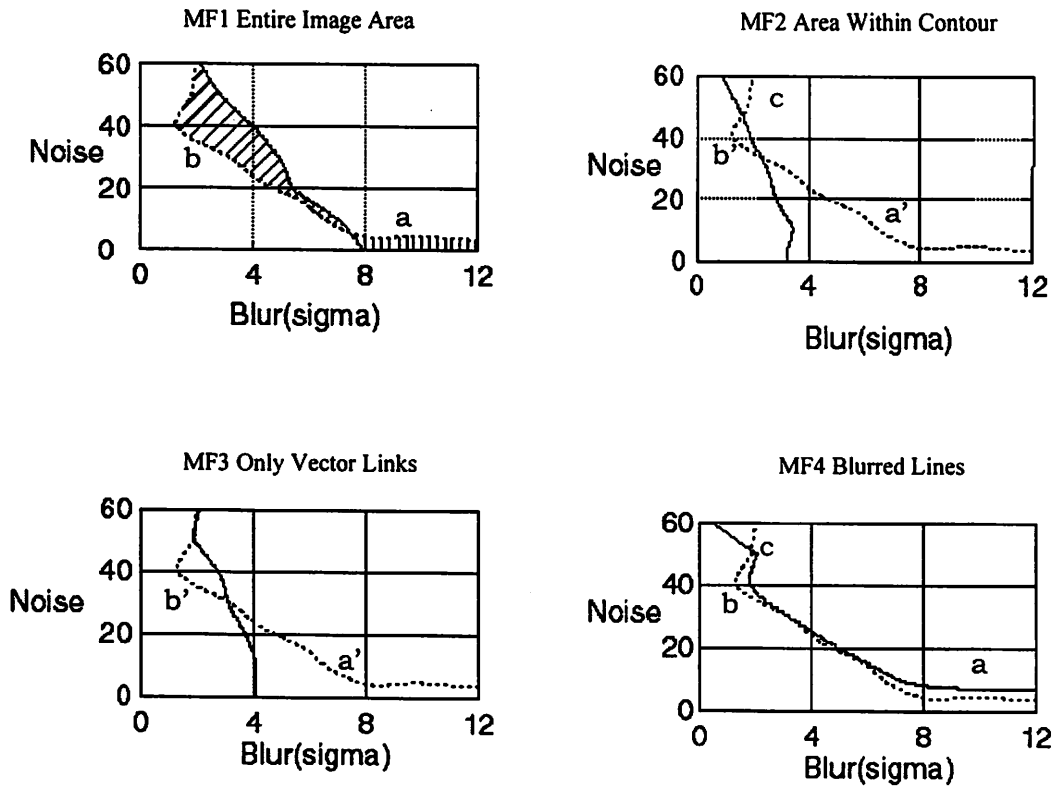 MF1 Entire Image Area
60
40
Noise
20
0
b
a
0 4 8 12
Blur(sigma)
MF2 Area Within Contour
60
40
Noise
20
0
c
b'
a'
0 4 8 12
Blur(sigma)
MF3 Only Vector Links
60
40
Noise
20
0
b'
a'
0 4 8 12
Blur(sigma)
MF4 Blurred Lines
60
40
Noise
20
0
c
b
a
0 4 8 12
Blur(sigma)